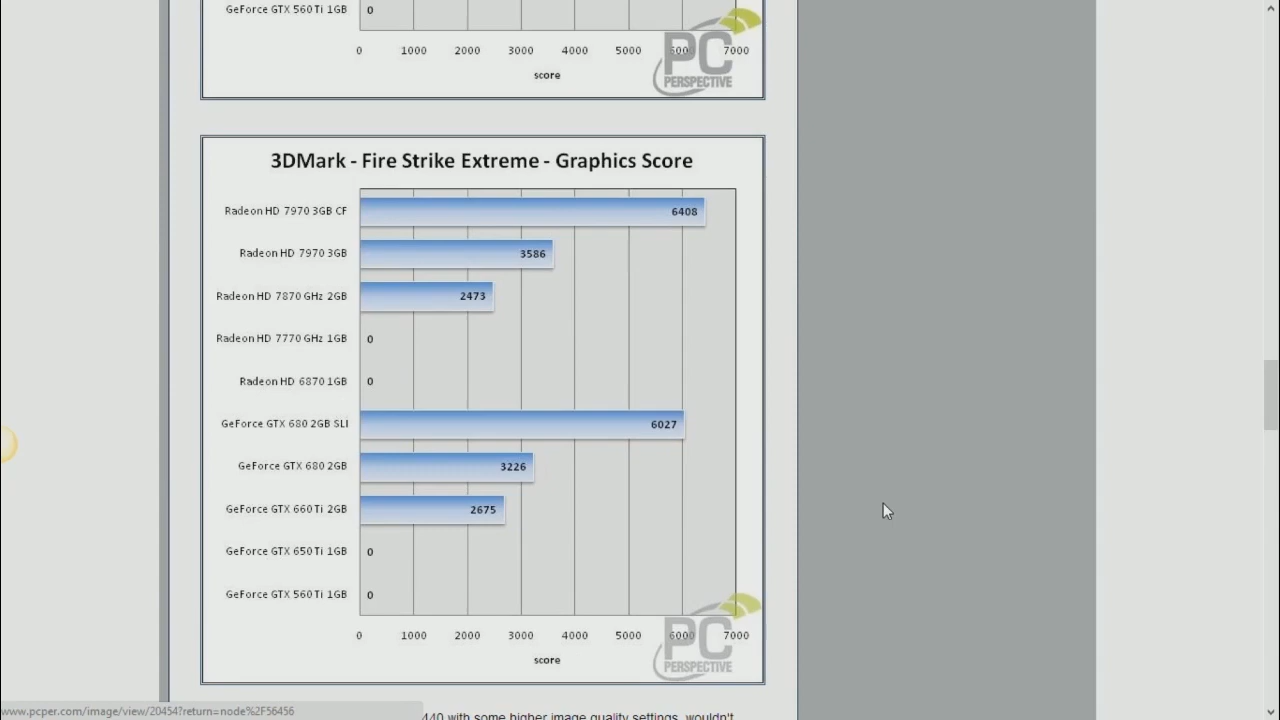 GeForce GTX 560 Ti 1GB 0
0 1000 2000 3000 4000 5000 6000 7000
score
PC
PERSPECTIVE
3DMark - Fire Strike Extreme - Graphics Score
Radeon HD 7970 3GB CF 6408
Radeon HD 7970 3GB 3586
Radeon HD 7870 GHz 2GB 2473
Radeon HD 7770 GHz 1GB 0
Radeon HD 6870 1GB 0
GeForce GTX 680 2GB SLI 6027
GeForce GTX 680 2GB 3226
GeForce GTX 660 Ti 2GB 2675
GeForce GTX 650 Ti 1GB 0
GeForce GTX 560 Ti 1GB 0
0 1000 2000 3000 4000 5000 6000 7000
score
PC
PERSPECTIVE
www.pcper.com/image/view/20454?return=node%2F56456
440 with some higher image quality settings, wouldn't